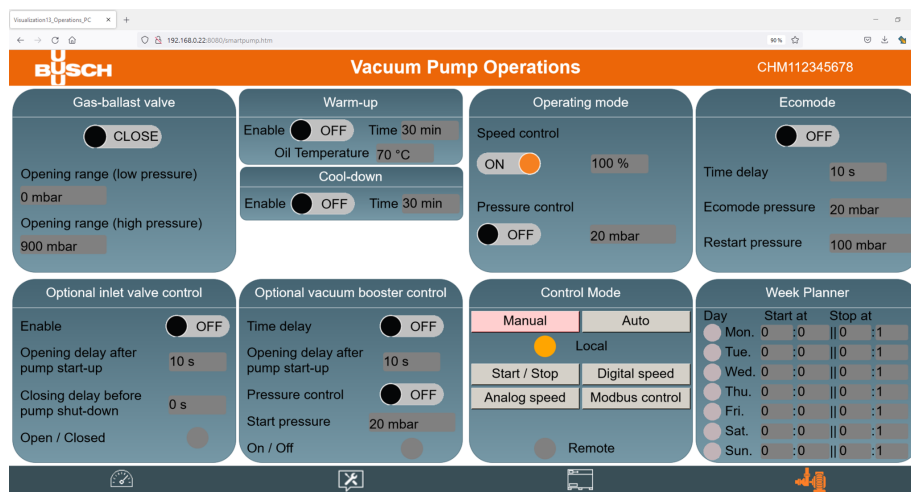 Visualization13_Operations_PC
192.168.0.22:8080/smartpump.htm
90%
BUSCH
Vacuum Pump Operations
CHM112345678
Gas-ballast valve
CLOSE
Opening range (low pressure)
0 mbar
Opening range (high pressure)
900 mbar
Warm-up
Enable OFF Time 30 min
Oil Temperature 70 °C
Cool-down
Enable OFF Time 30 min
Operating mode
Speed control
ON 100 %
Pressure control
OFF 20 mbar
Ecomode
OFF
Time delay 10 s
Ecomode pressure 20 mbar
Restart pressure 100 mbar
Optional inlet valve control
Enable OFF
Opening delay after
pump start-up 10 s
Closing delay before
pump shut-down 0 s
Open / Closed
Optional vacuum booster control
Time delay OFF
Opening delay after
pump start-up 10 s
Pressure control OFF
Start pressure 20 mbar
On / Off
Control Mode
Manual Auto
Local
Start / Stop Digital speed
Analog speed Modbus control
Remote
Week Planner
Day Start at Stop at
Mon. 0 :0 || 0 :1
Tue. 0 :0 || 0 :1
Wed. 0 :0 || 0 :1
Thu. 0 :0 || 0 :1
Fri. 0 :0 || 0 :1
Sat. 0 :0 || 0 :1
Sun. 0 :0 || 0 :1